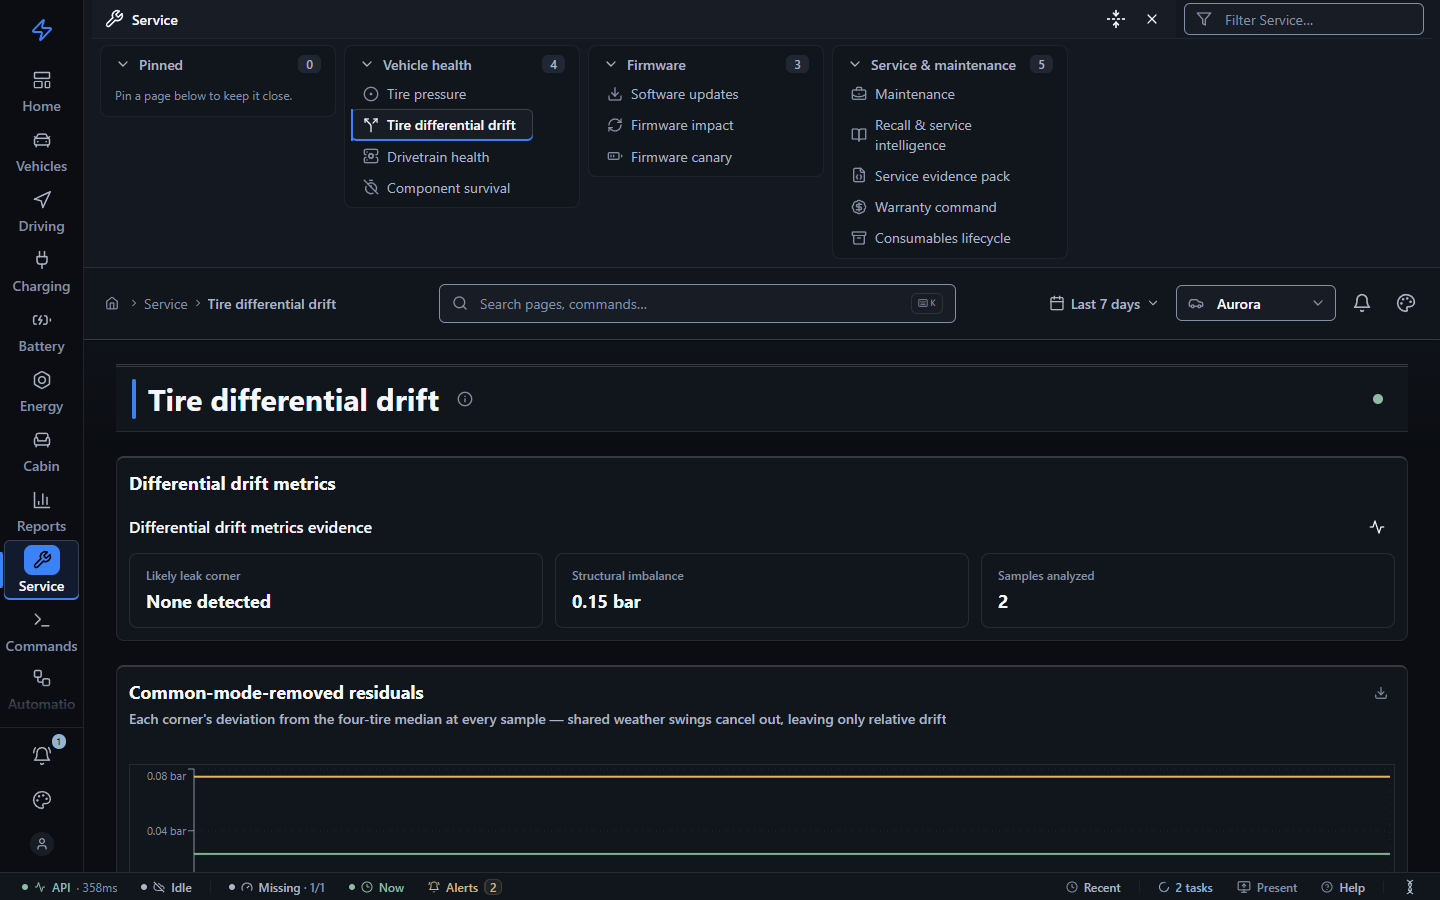 Service
Filter Service...
Home
Vehicles
Driving
Charging
Battery
Energy
Cabin
Reports
Service
Commands
Automatio
1
Pinned 0
Pin a page below to keep it close.
Vehicle health 4
Tire pressure
Tire differential drift
Drivetrain health
Component survival
Firmware 3
Software updates
Firmware impact
Firmware canary
Service & maintenance 5
Maintenance
Recall & service
intelligence
Service evidence pack
Warranty command
Consumables lifecycle
Service > Tire differential drift
Search pages, commands... K
Last 7 days
Aurora
Tire differential drift
Differential drift metrics
Differential drift metrics evidence
Likely leak corner
None detected
Structural imbalance
0.15 bar
Samples analyzed
2
Common-mode-removed residuals
Each corner's deviation from the four-tire median at every sample — shared weather swings cancel out, leaving only relative drift
0.08 bar
0.04 bar
API · 358ms
Idle
Missing · 1/1
Now
Alerts 2
Recent
2 tasks
Present
Help